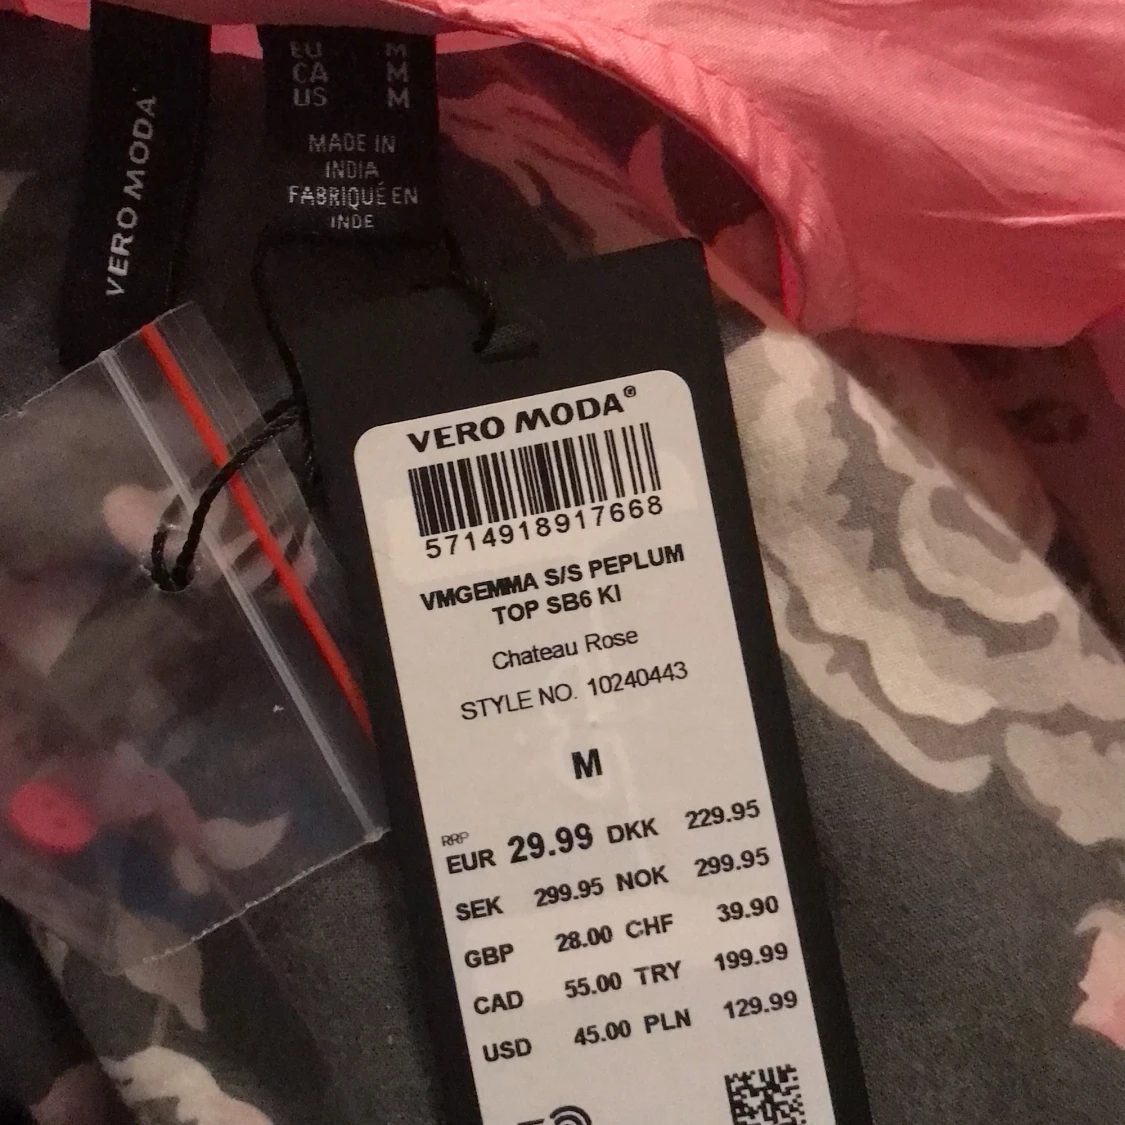 VERO MODA
EU M
CA M
US M
MADE IN
INDIA
FABRIQUÉ EN
INDE
VERO MODA®
5714918917668
VMGEMMA S/S PEPLUM
TOP SB6 KI
Chateau Rose
STYLE NO. 10240443
M
RRP
EUR 29.99 DKK 229.95
SEK 299.95 NOK 299.95
GBP 28.00 CHF 39.90
CAD 55.00 TRY 199.99
USD 45.00 PLN 129.99